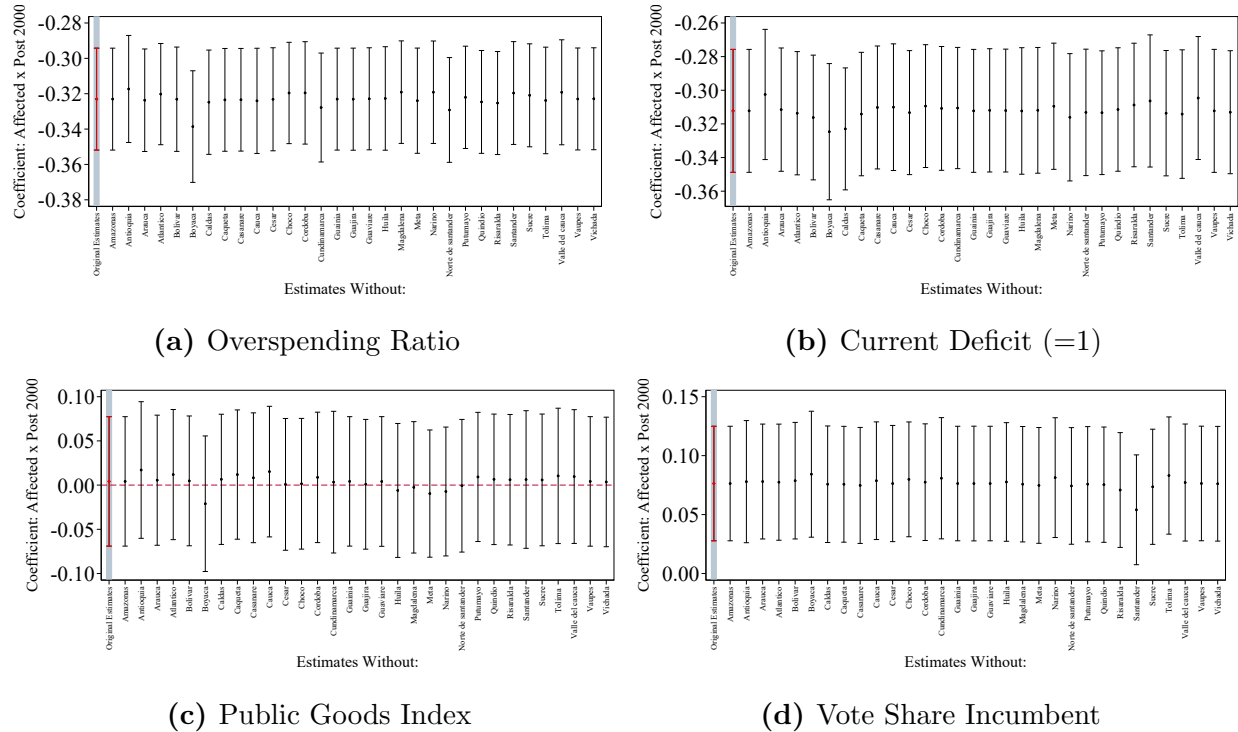 Coefficient: Affected x Post 2000
-0.28
-0.30
-0.32
-0.34
-0.36
-0.38
Original Estimates
Amazonas
Antioquia
Arauca
Atlantico
Bolivar
Boyaca
Caldas
Caqueta
Casanare
Cauca
Cesar
Choco
Cordoba
Cundinamarca
Guainia
Guajira
Guaviare
Huila
Magdalena
Meta
Narino
Norte de santander
Putumayo
Quindio
Risaralda
Santander
Sucre
Tolima
Valle del cauca
Vaupes
Vichada
Estimates Without:
(a) Overspending Ratio
Coefficient: Affected x Post 2000
-0.26
-0.28
-0.30
-0.32
-0.34
-0.36
Original Estimates
Amazonas
Antioquia
Arauca
Atlantico
Bolivar
Boyaca
Caldas
Caqueta
Casanare
Cauca
Cesar
Choco
Cordoba
Cundinamarca
Guainia
Guajira
Guaviare
Huila
Magdalena
Meta
Narino
Norte de santander
Putumayo
Quindio
Risaralda
Santander
Sucre
Tolima
Valle del cauca
Vaupes
Vichada
Estimates Without:
(b) Current Deficit (=1)
Coefficient: Affected x Post 2000
0.10
0.05
0.00
-0.05
-0.10
Original Estimates
Amazonas
Antioquia
Arauca
Atlantico
Bolivar
Boyaca
Caldas
Caqueta
Casanare
Cauca
Cesar
Choco
Cordoba
Cundinamarca
Guainia
Guajira
Guaviare
Huila
Magdalena
Meta
Narino
Norte de santander
Putumayo
Quindio
Risaralda
Santander
Sucre
Tolima
Valle del cauca
Vaupes
Vichada
Estimates Without:
(c) Public Goods Index
Coefficient: Affected x Post 2000
0.15
0.10
0.05
0.00
Original Estimates
Amazonas
Antioquia
Arauca
Atlantico
Bolivar
Boyaca
Caldas
Caqueta
Casanare
Cauca
Cesar
Choco
Cordoba
Cundinamarca
Guainia
Guajira
Guaviare
Huila
Magdalena
Meta
Narino
Norte de santander
Putumayo
Quindio
Risaralda
Santander
Sucre
Tolima
Valle del cauca
Vaupes
Vichada
Estimates Without:
(d) Vote Share Incumbent